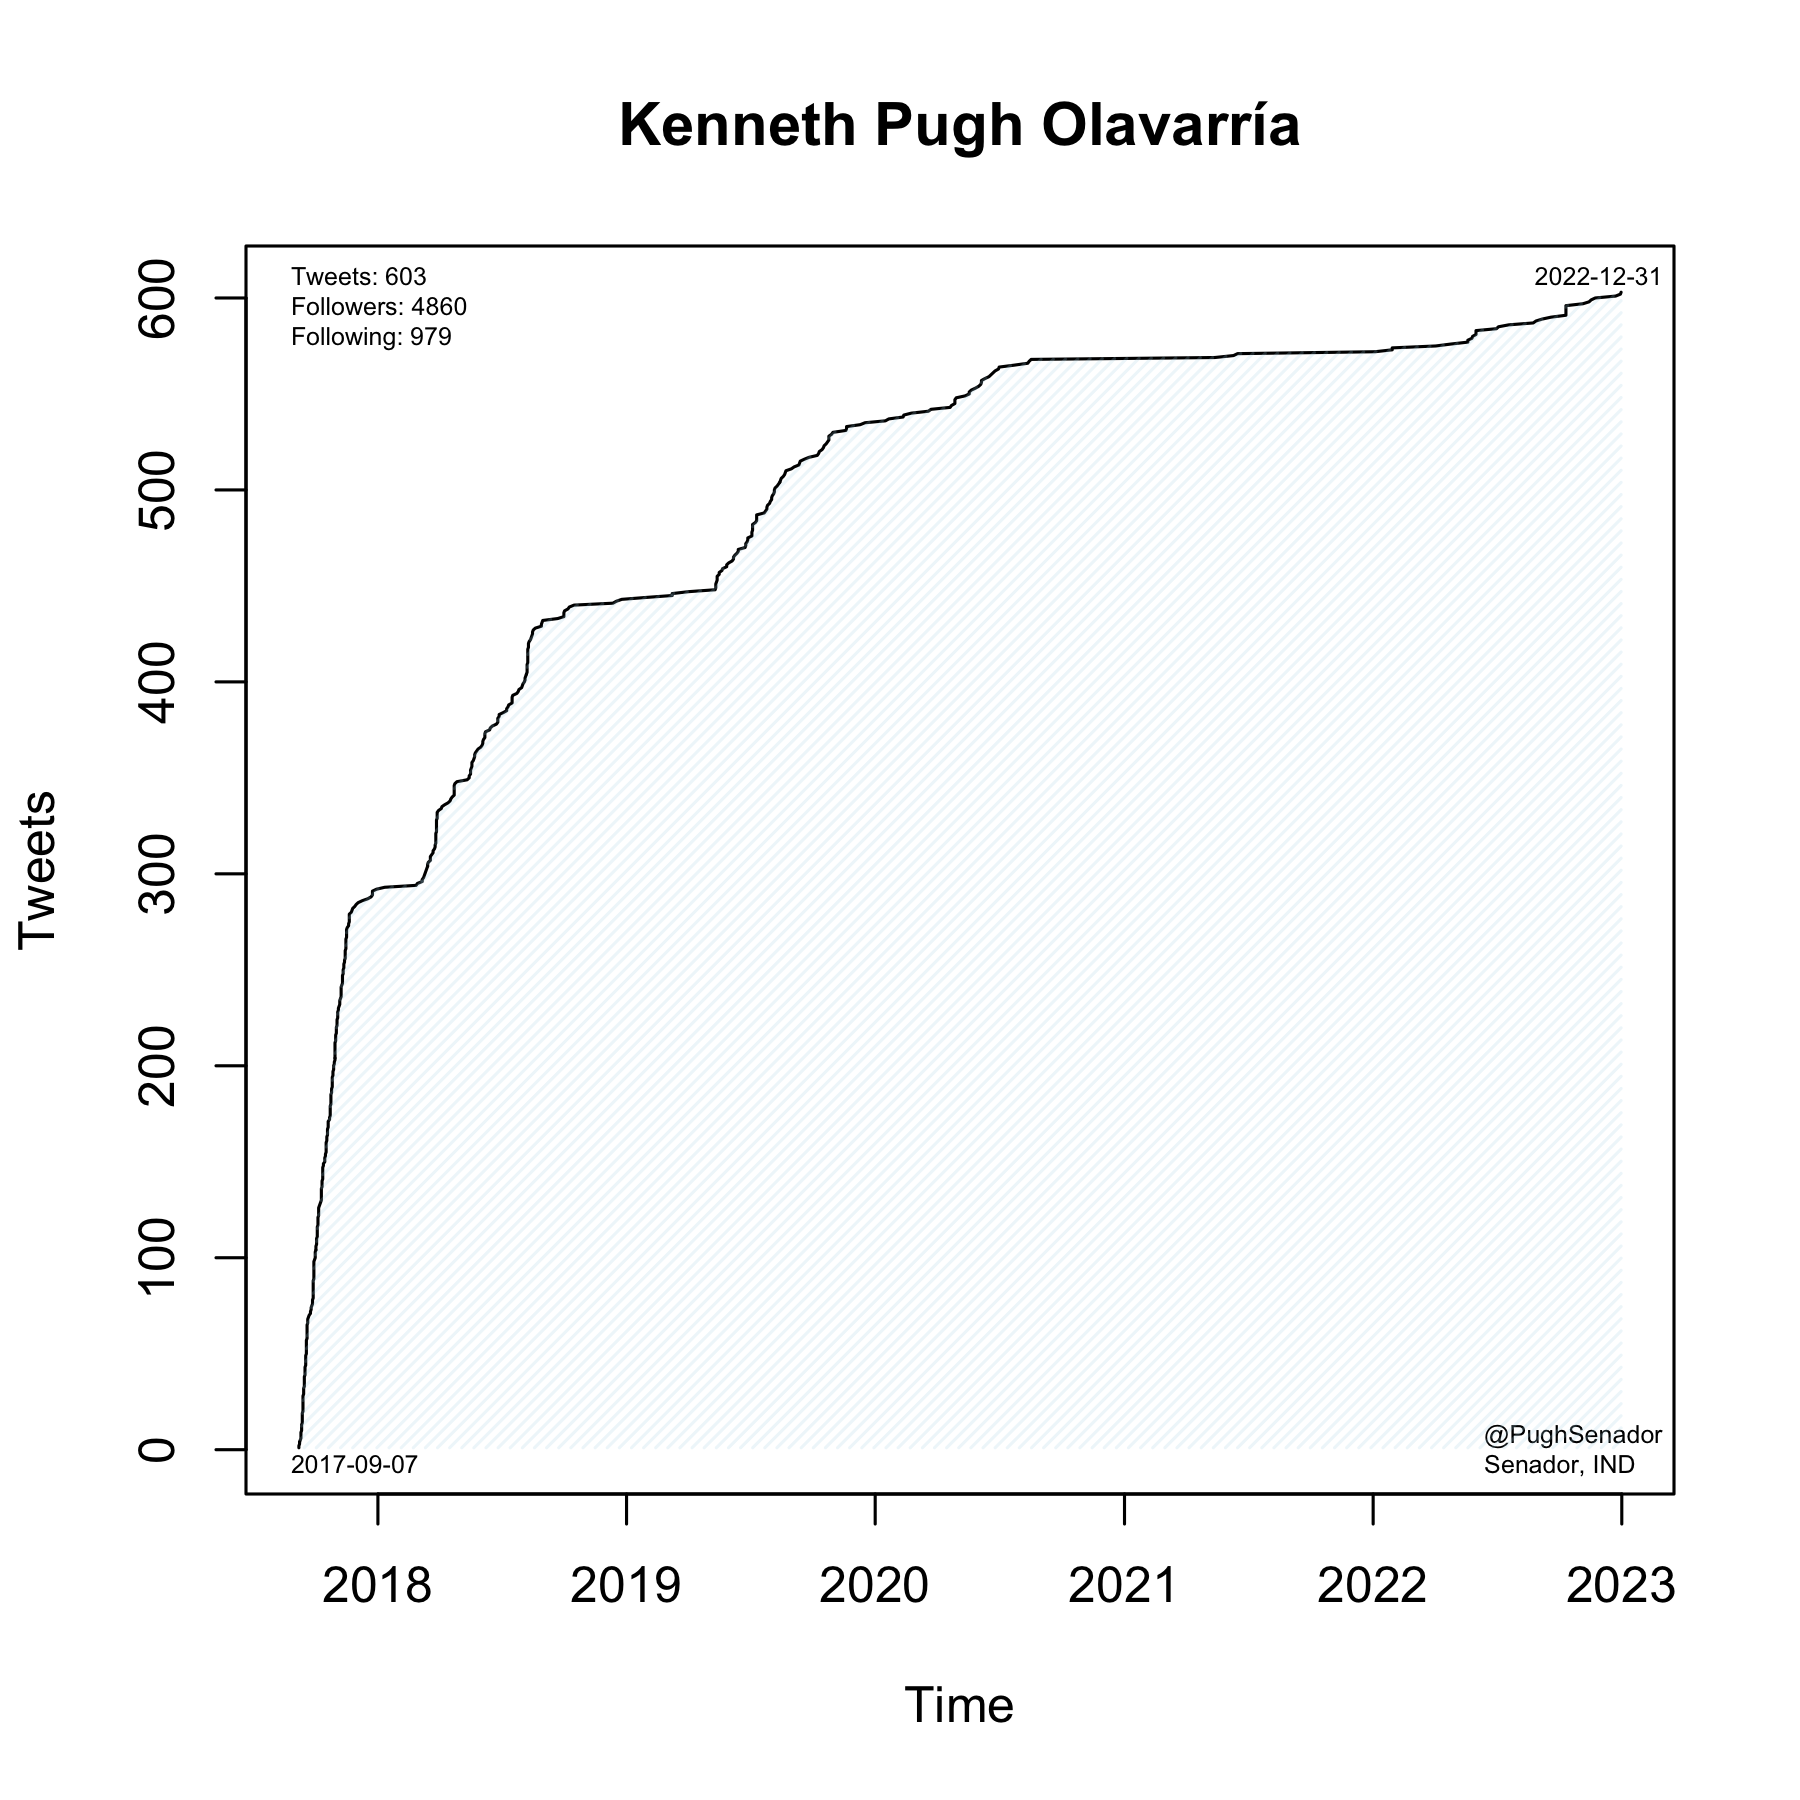 Kenneth Pugh Olavarría
Tweets: 603
Followers: 4860
Following: 979
2022-12-31
600
500
400
300
200
100
0
Tweets
@PughSenador
Senador, IND
2017-09-07
2018 2019 2020 2021 2022 2023
Time